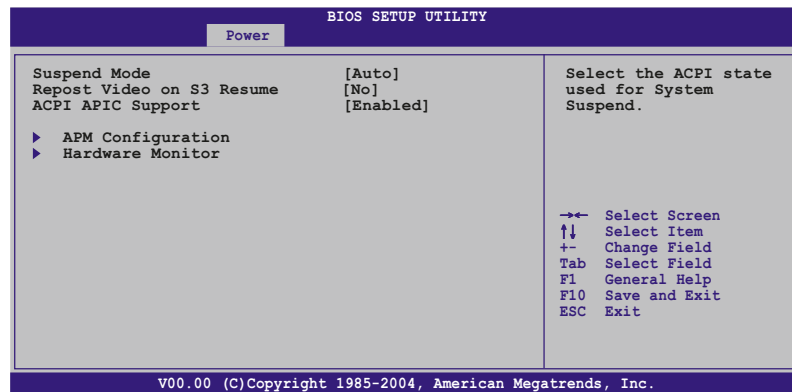 BIOS SETUP UTILITY
Power
Suspend Mode [Auto]
Repost Video on S3 Resume [No]
ACPI APIC Support [Enabled]
APM Configuration
Hardware Monitor
Select the ACPI state
used for System
Suspend.
→← Select Screen
↑↓ Select Item
+- Change Field
Tab Select Field
F1 General Help
F10 Save and Exit
ESC Exit
V00.00 (C)Copyright 1985-2004, American Megatrends, Inc.